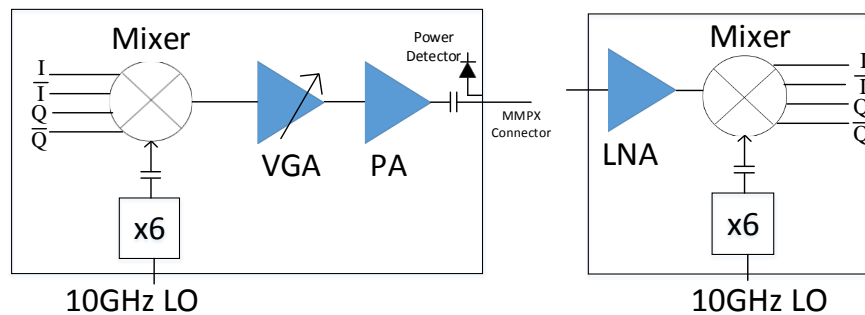 Mixer
Power
Detector
I
I
Q
Q
VGA
PA
MMPX
Connector
x6
10GHz LO
Mixer
I
I
Q
Q
LNA
x6
10GHz LO